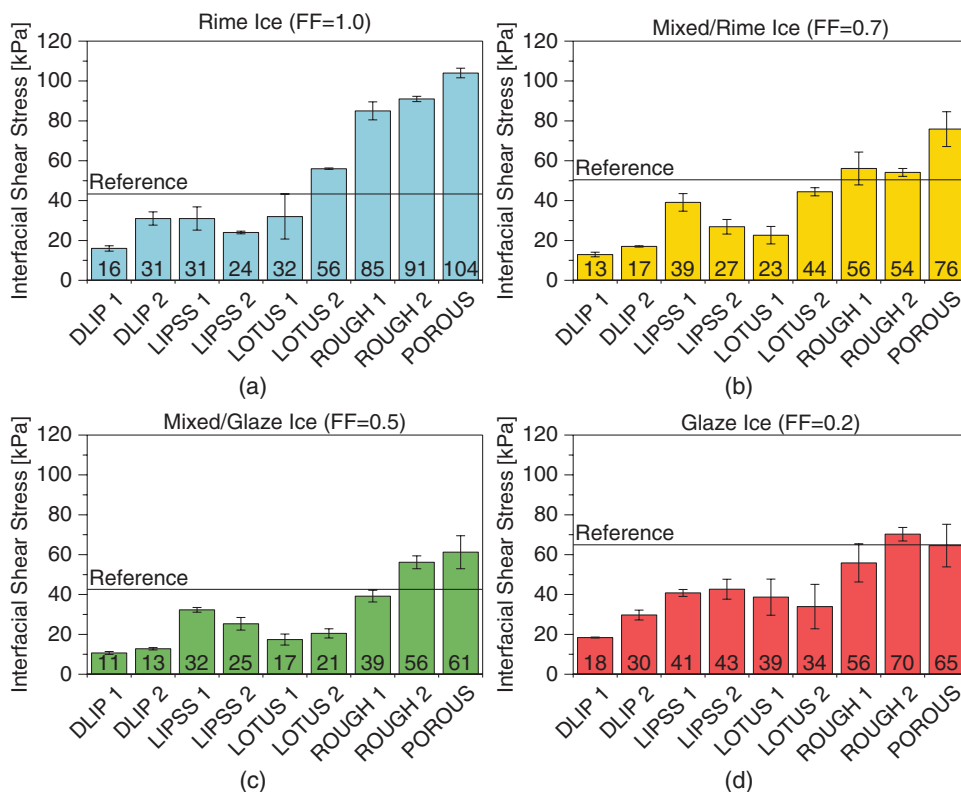 Rime Ice (FF=1.0)
Interfacial Shear Stress [kPa]
120
100
80
60
40
20
0
Reference
16 31 31 24 32 56 85 91 104
DLIP 1 DLIP 2 LIPSS 1 LIPSS 2 LOTUS 1 LOTUS 2 ROUGH 1 ROUGH 2 POROUS
(a)
Mixed/Rime Ice (FF=0.7)
Interfacial Shear Stress [kPa]
120
100
80
60
40
20
0
Reference
13 17 39 27 23 44 56 54 76
DLIP 1 DLIP 2 LIPSS 1 LIPSS 2 LOTUS 1 LOTUS 2 ROUGH 1 ROUGH 2 POROUS
(b)
Mixed/Glaze Ice (FF=0.5)
Interfacial Shear Stress [kPa]
120
100
80
60
40
20
0
Reference
11 13 32 25 17 21 39 56 61
DLIP 1 DLIP 2 LIPSS 1 LIPSS 2 LOTUS 1 LOTUS 2 ROUGH 1 ROUGH 2 POROUS
(c)
Glaze Ice (FF=0.2)
Interfacial Shear Stress [kPa]
120
100
80
60
40
20
0
Reference
18 30 41 43 39 34 56 70 65
DLIP 1 DLIP 2 LIPSS 1 LIPSS 2 LOTUS 1 LOTUS 2 ROUGH 1 ROUGH 2 POROUS
(d)